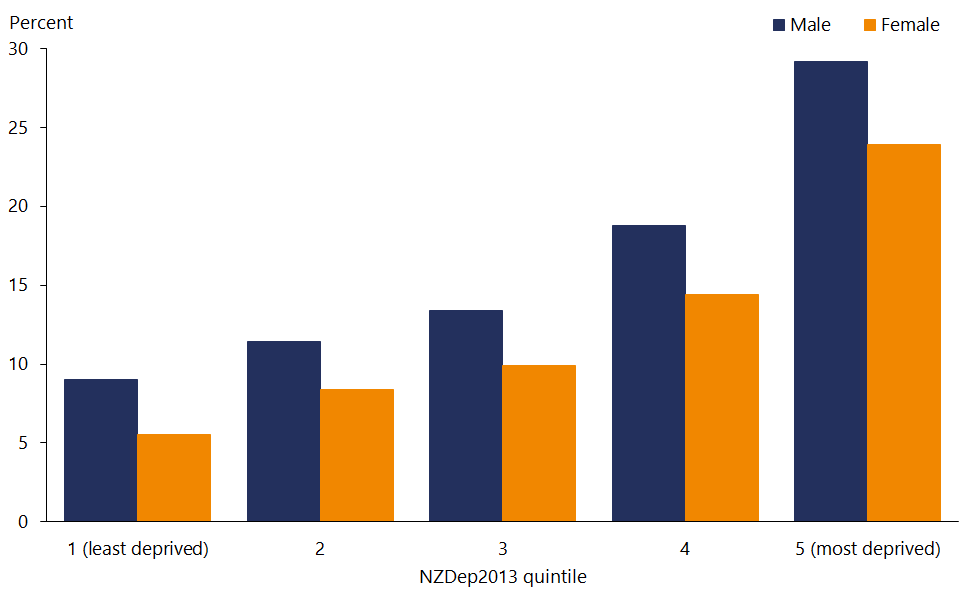 Percent
Male Female
30
25
20
15
10
5
0
1 (least deprived) 2 3 4 5 (most deprived)
NZDep2013 quintile